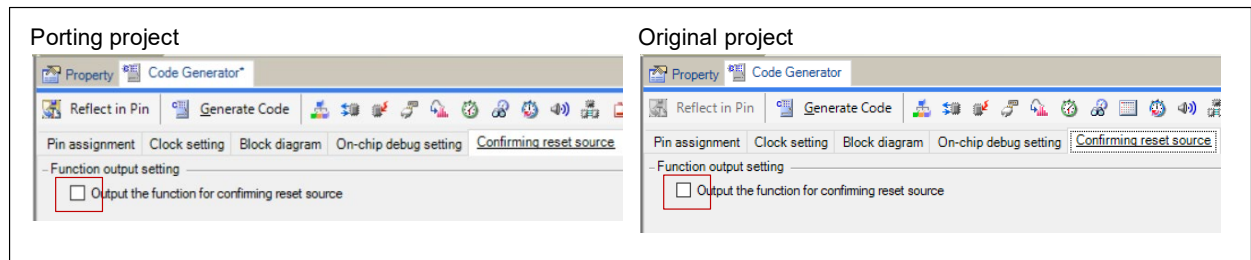 Porting project
Property Code Generator*
Reflect in Pin Generate Code
Pin assignment Clock setting Block diagram On-chip debug setting Confirming reset source
Function output setting
Output the function for confirming reset source
Original project
Property Code Generator
Reflect in Pin Generate Code
Pin assignment Clock setting Block diagram On-chip debug setting Confirming reset source
Function output setting
Output the function for confirming reset source